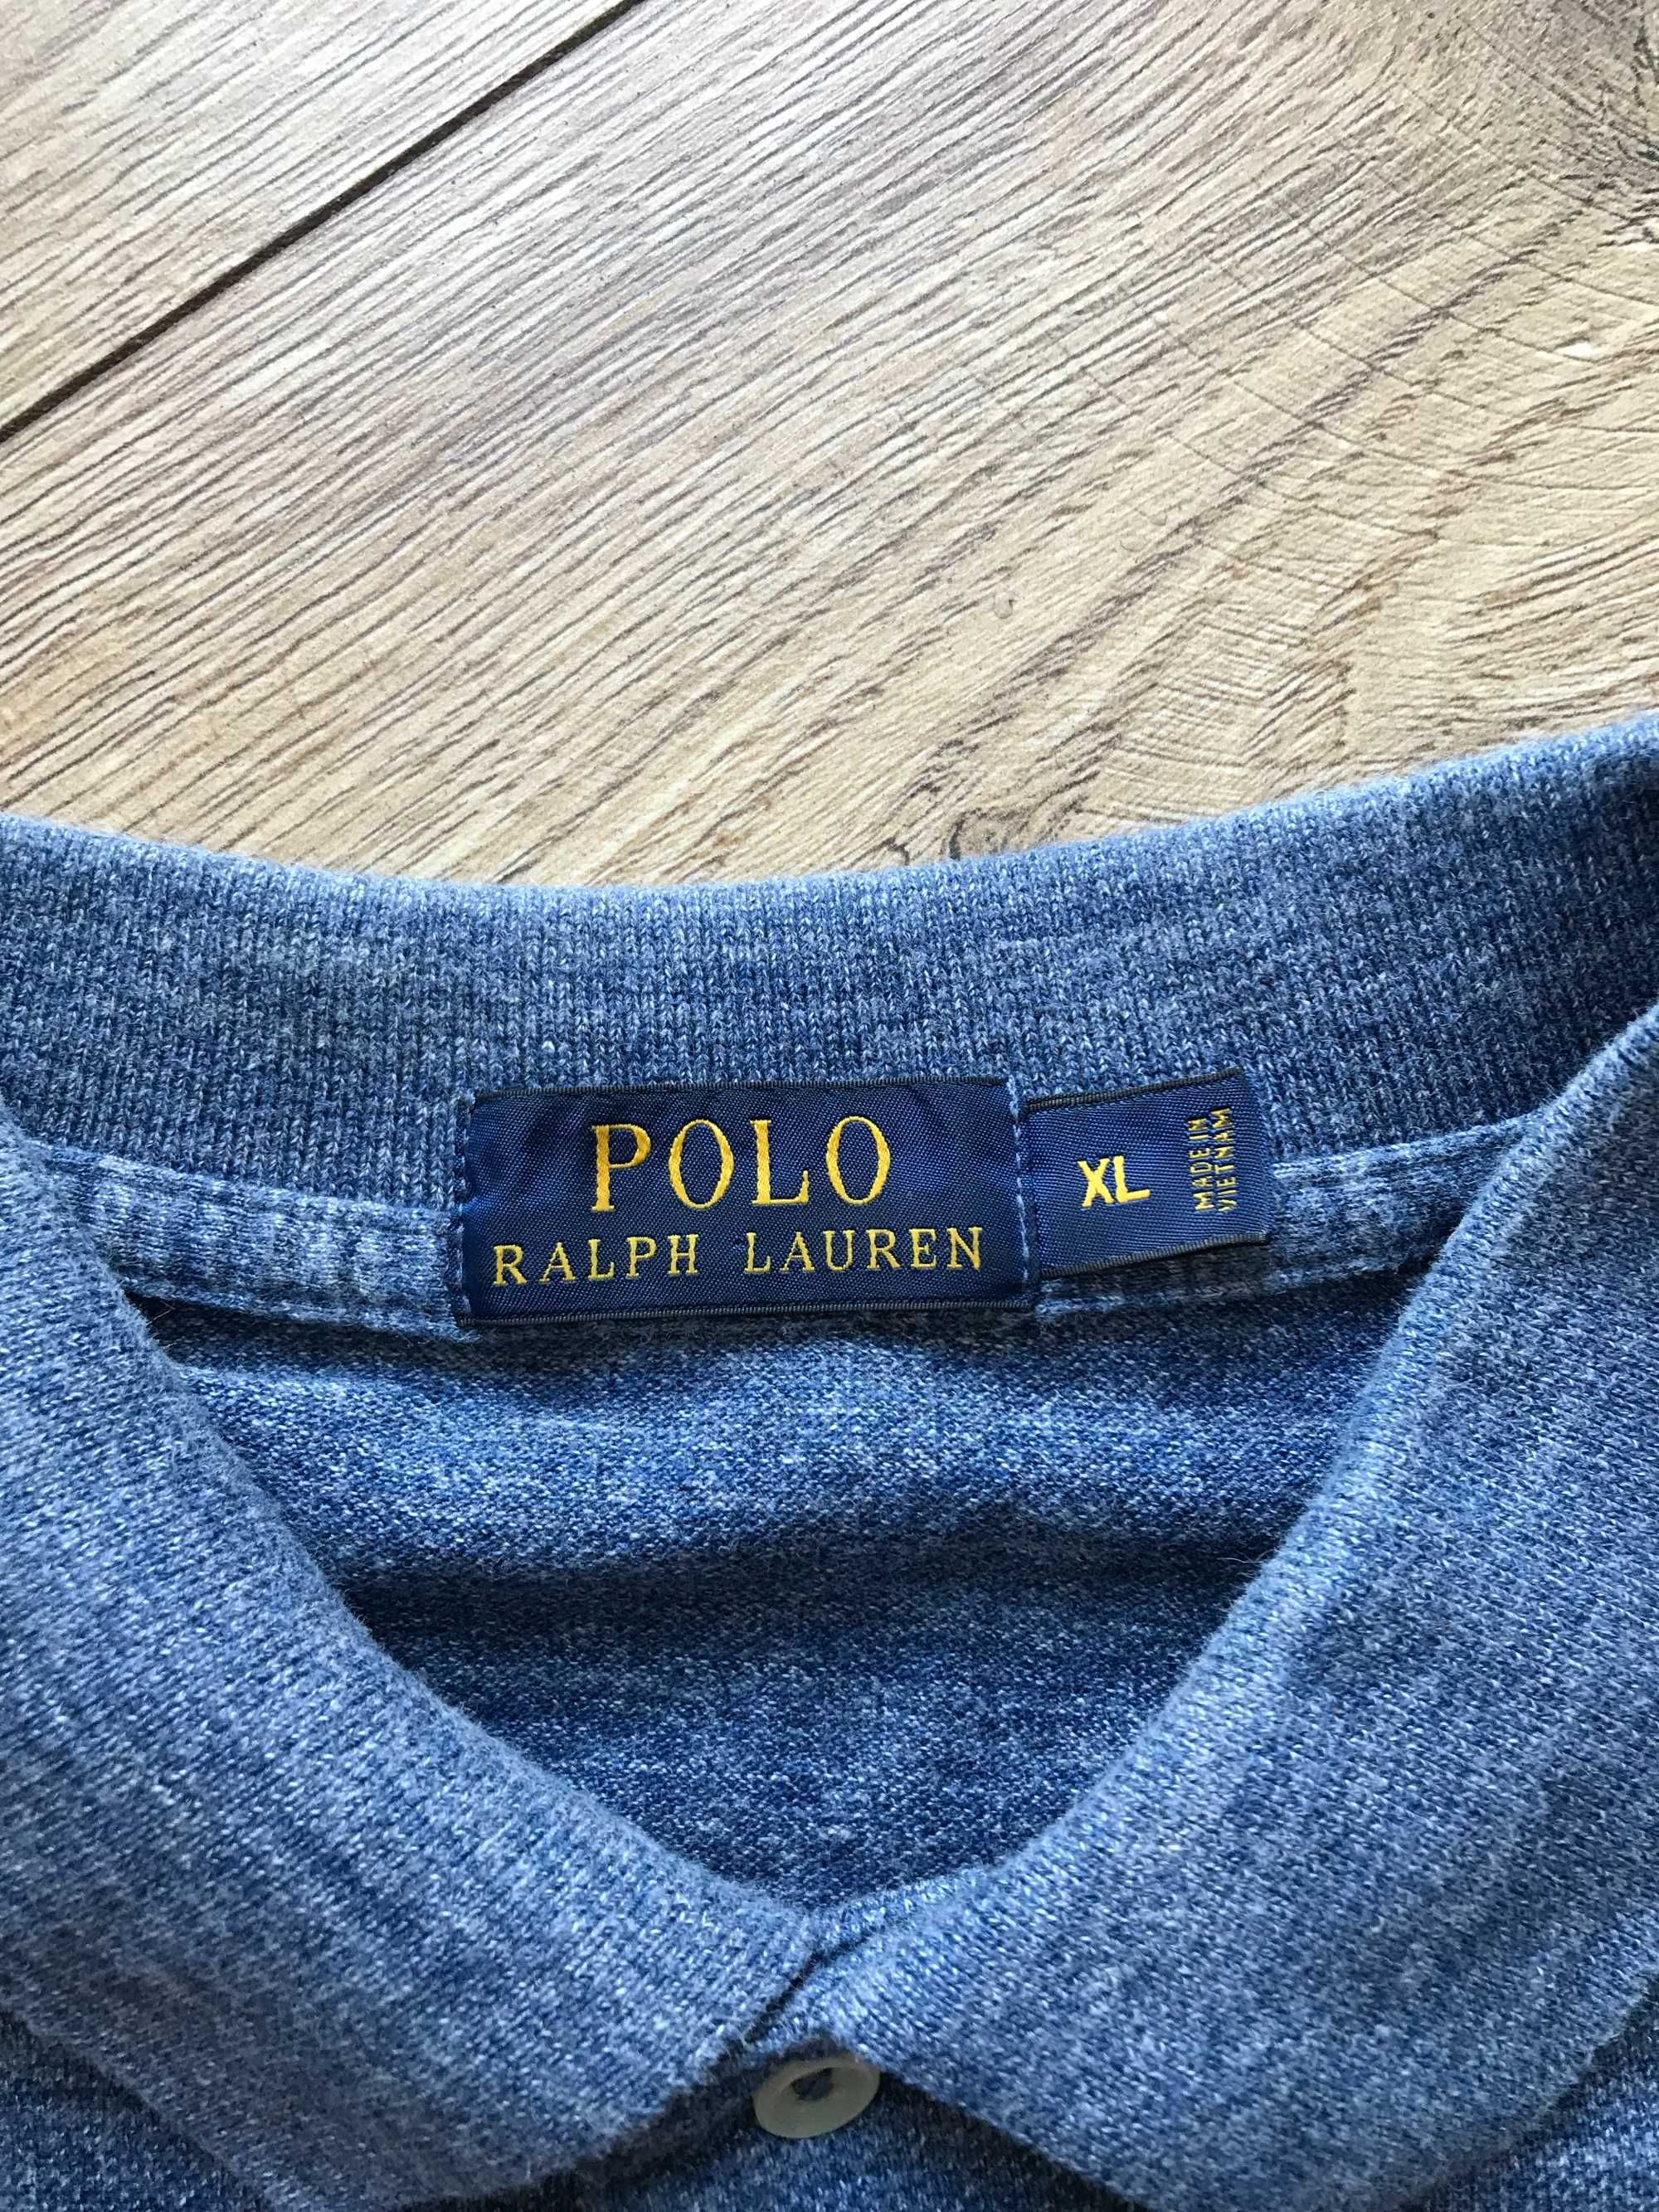 POLO
RALPH LAUREN
XL
MADE IN
VIETNAM